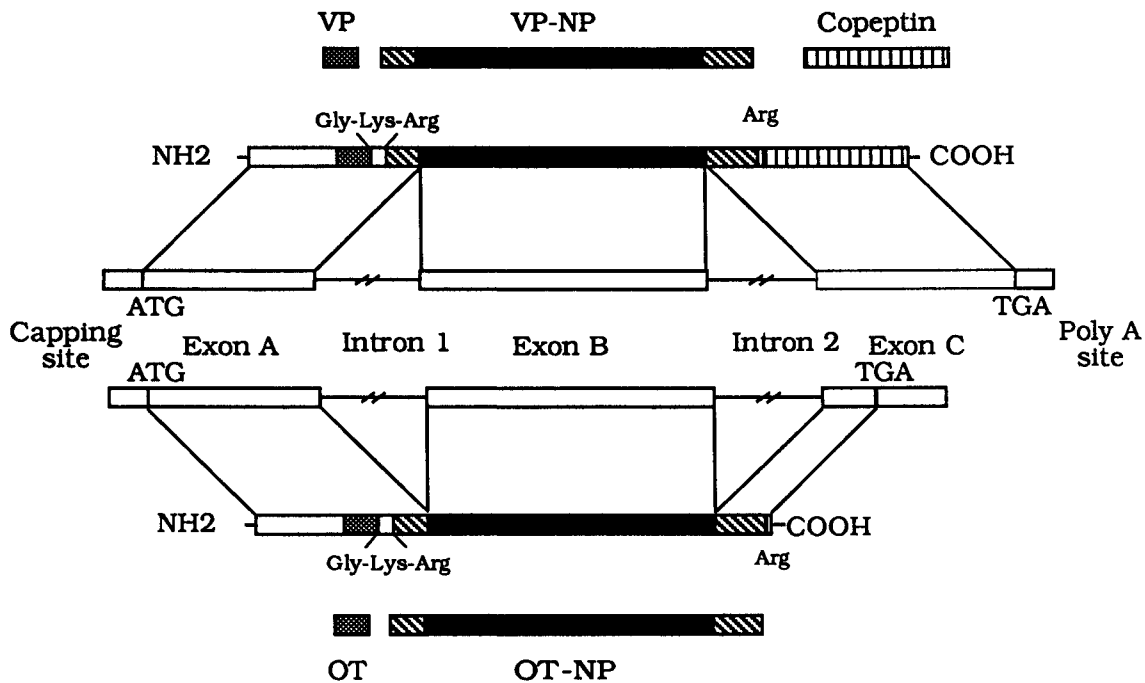 VP VP-NP Copeptin
Gly-Lys-Arg Arg
NH2 COOH
ATG TGA
Capping site Exon A Intron 1 Exon B Intron 2 Exon C Poly A site
ATG TGA
NH2 COOH
Gly-Lys-Arg Arg
OT OT-NP